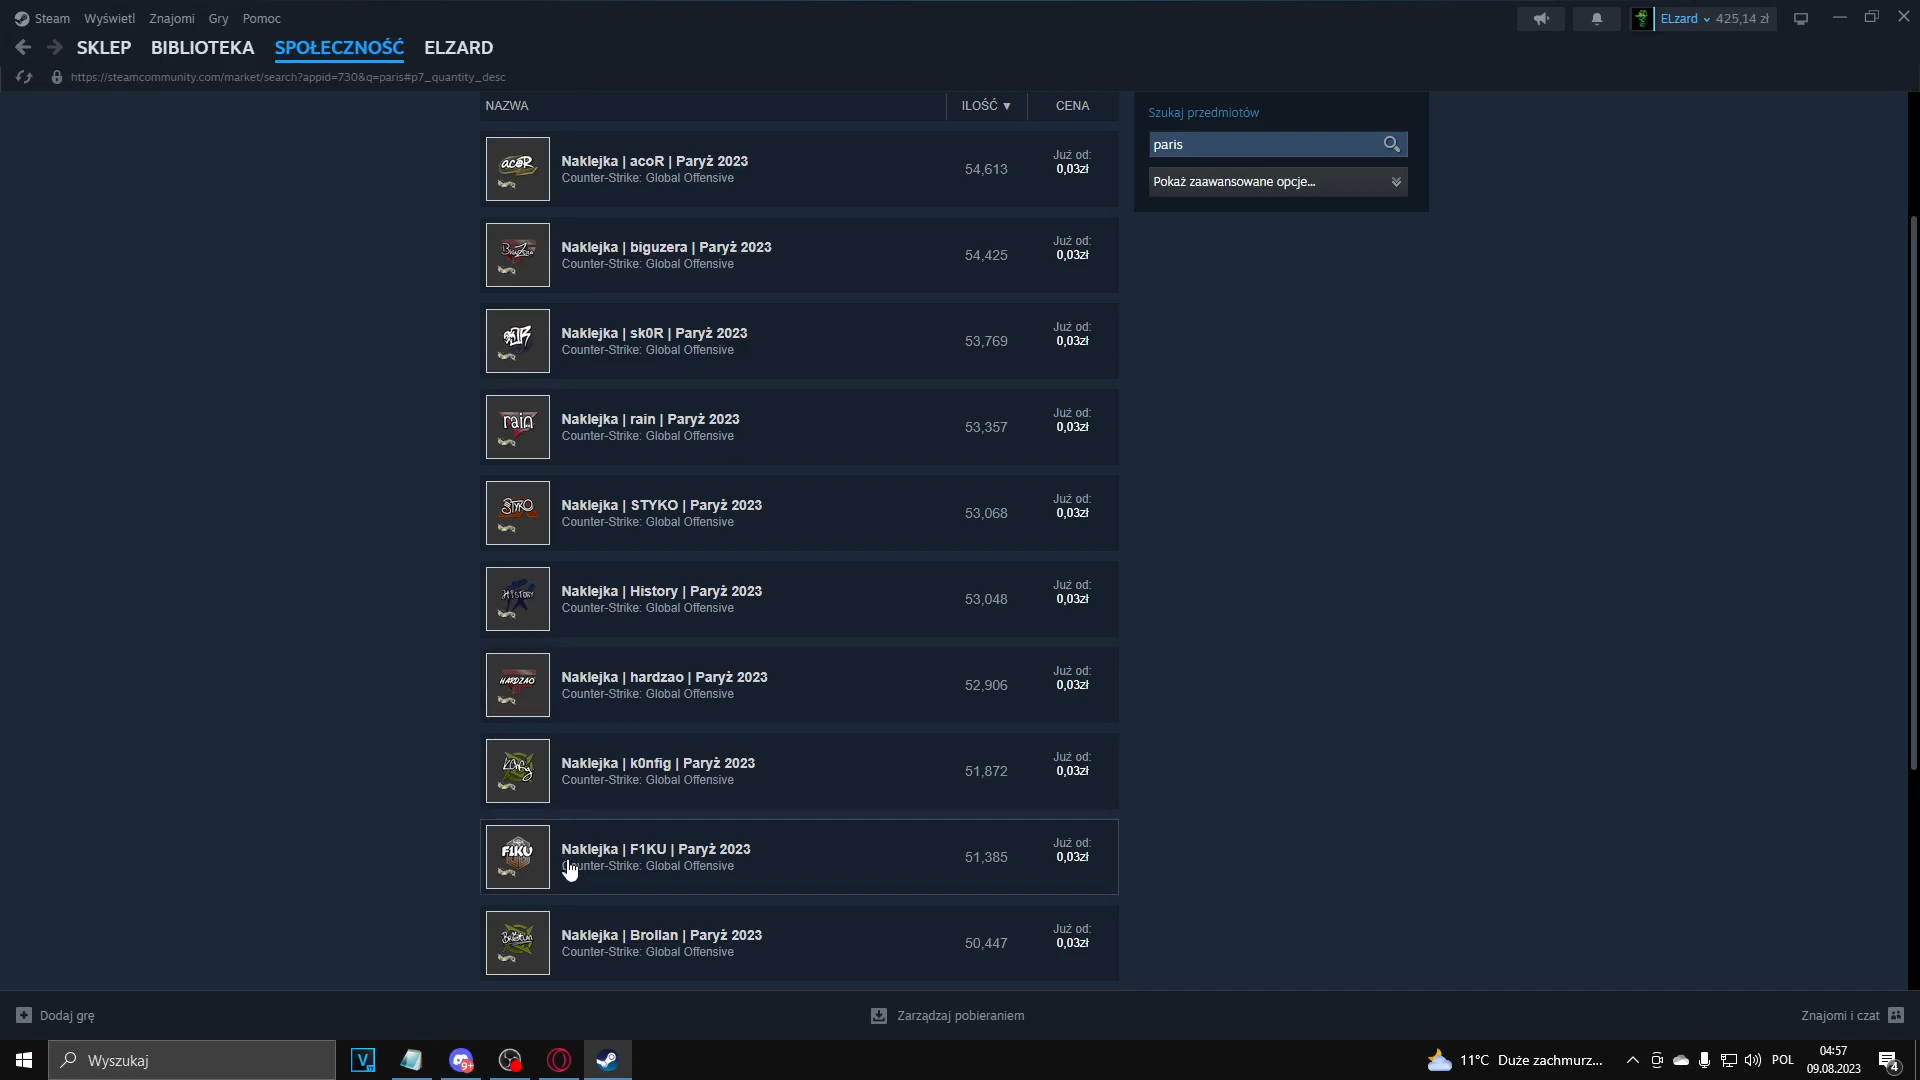 Steam Wyświetl Znajomi Gry Pomoc
ELzard 425,14 zł
SKLEP BIBLIOTEKA SPOŁECZNOŚĆ ELZARD
https://steamcommunity.com/market/search?appid=730&q=paris#p7_quantity_desc
NAZWA ILOŚĆ ▼ CENA
Szukaj przedmiotów
paris
Pokaż zaawansowane opcje...
acoR
Naklejka | acoR | Paryż 2023
Counter-Strike: Global Offensive
54,613
Już od:
0,03zł
Naklejka | biguzera | Paryż 2023
Counter-Strike: Global Offensive
54,425
Już od:
0,03zł
Naklejka | sk0R | Paryż 2023
Counter-Strike: Global Offensive
53,769
Już od:
0,03zł
rain
Naklejka | rain | Paryż 2023
Counter-Strike: Global Offensive
53,357
Już od:
0,03zł
STYKO
Naklejka | STYKO | Paryż 2023
Counter-Strike: Global Offensive
53,068
Już od:
0,03zł
HISTORY
Naklejka | History | Paryż 2023
Counter-Strike: Global Offensive
53,048
Już od:
0,03zł
HARDZAO
Naklejka | hardzao | Paryż 2023
Counter-Strike: Global Offensive
52,906
Już od:
0,03zł
Naklejka | k0nfig | Paryż 2023
Counter-Strike: Global Offensive
51,872
Już od:
0,03zł
F1KU
Naklejka | F1KU | Paryż 2023
Counter-Strike: Global Offensive
51,385
Już od:
0,03zł
Naklejka | Brollan | Paryż 2023
Counter-Strike: Global Offensive
50,447
Już od:
0,03zł
Dodaj grę
Zarządzaj pobieraniem
Znajomi i czat
Wyszukaj
V
9+
11°C Duże zachmurz...
POL
04:57
09.08.2023
4